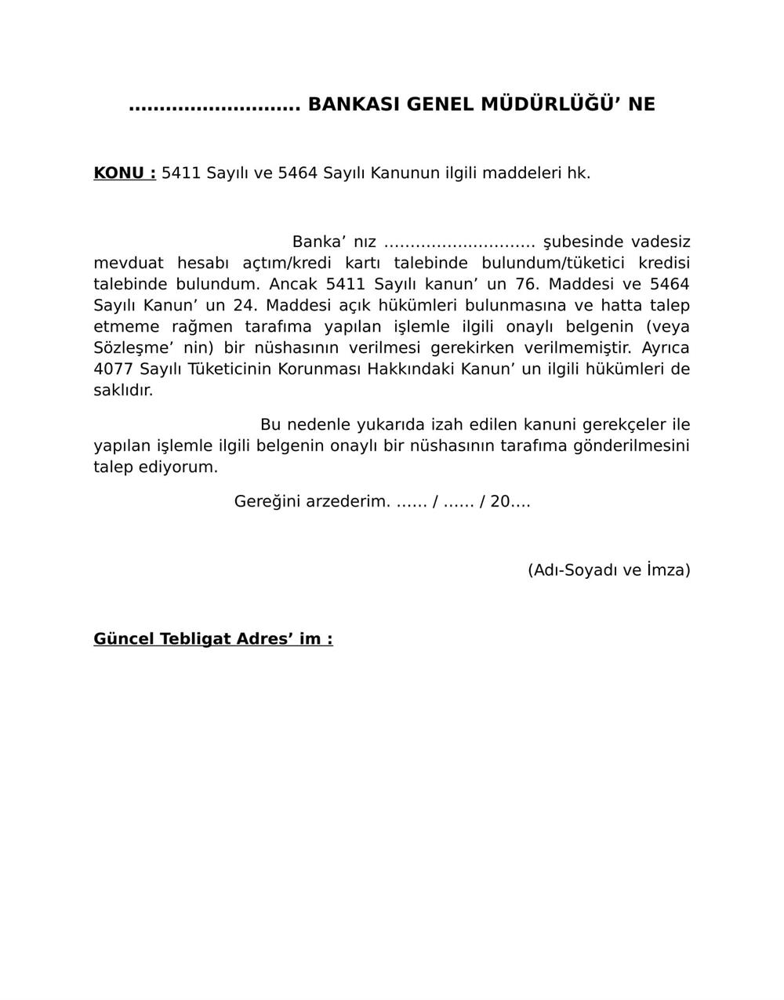 ………………………. BANKASI GENEL MÜDÜRLÜĞÜ’ NE
KONU : 5411 Sayılı ve 5464 Sayılı Kanunun ilgili maddeleri hk.
Banka’ nız ……………………….. şubesinde vadesiz
mevduat hesabı açtım/kredi kartı talebinde bulundum/tüketici kredisi
talebinde bulundum. Ancak 5411 Sayılı kanun’ un 76. Maddesi ve 5464
Sayılı Kanun’ un 24. Maddesi açık hükümleri bulunmasına ve hatta talep
etmeme rağmen tarafıma yapılan işlemle ilgili onaylı belgenin (veya
Sözleşme’ nin) bir nüshasının verilmesi gerekirken verilmemiştir. Ayrıca
4077 Sayılı Tüketicinin Korunması Hakkındaki Kanun’ un ilgili hükümleri de
saklıdır.
Bu nedenle yukarıda izah edilen kanuni gerekçeler ile
yapılan işlemle ilgili belgenin onaylı bir nüshasının tarafıma gönderilmesini
talep ediyorum.
Gereğini arzederim. …… / …… / 20….
(Adı-Soyadı ve İmza)
Güncel Tebligat Adres’ im :